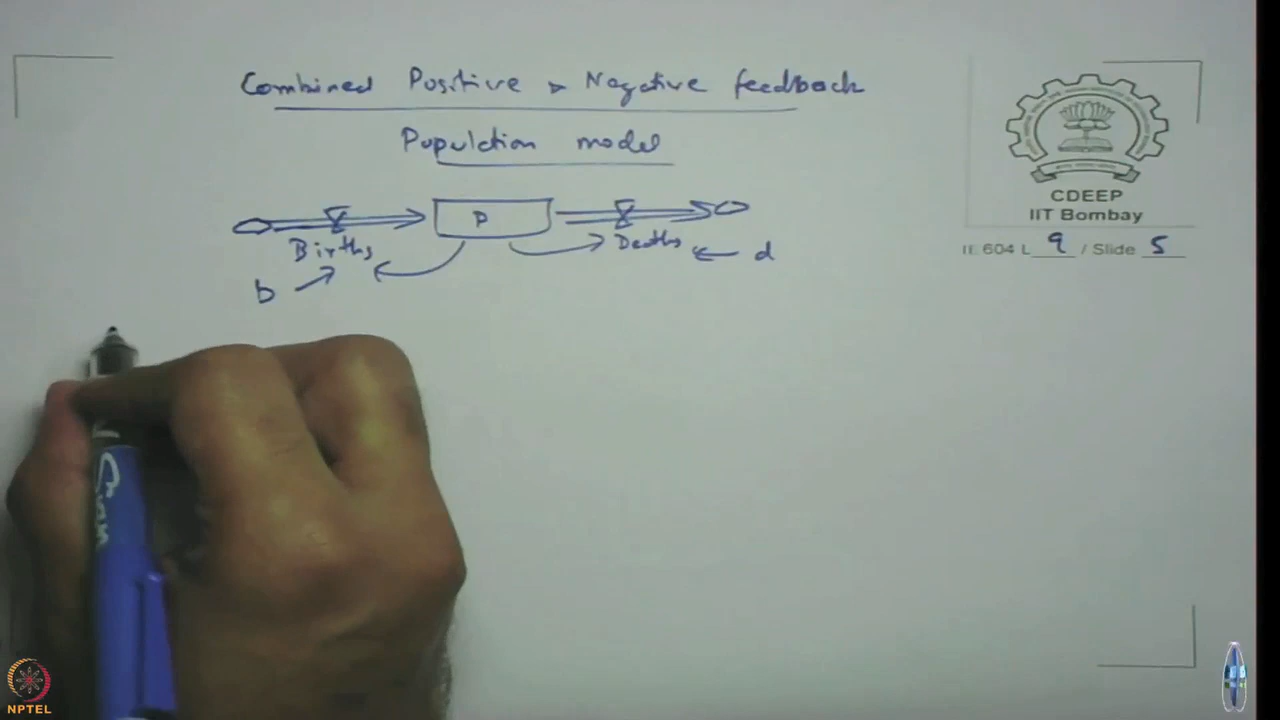 Combined Positive & Negative feedback
Population model
P
Births
Deaths
d
b
CDEEP
IIT Bombay
IE 604 L 9 / Slide 5
NPTEL